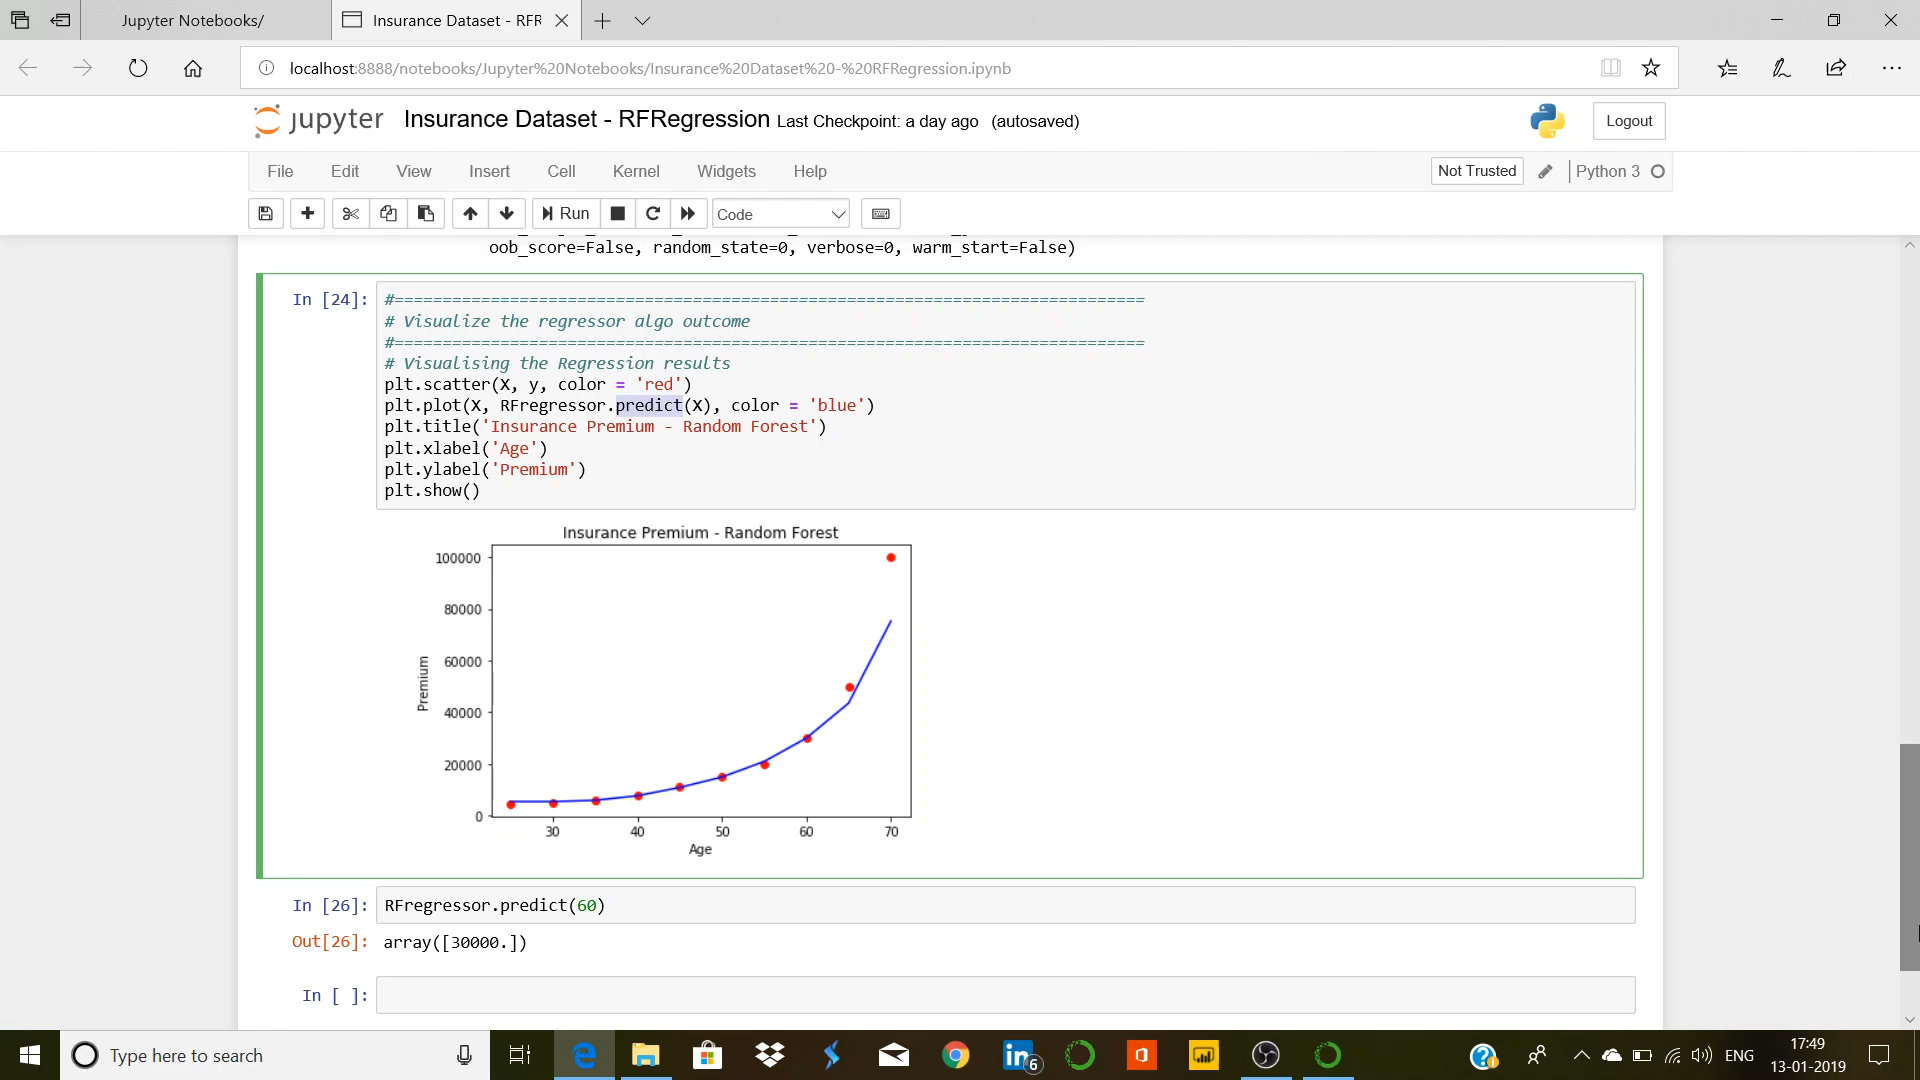 Jupyter Notebooks/
Insurance Dataset - RFR
localhost:8888/notebooks/Jupyter%20Notebooks/Insurance%20Dataset%20-%20RFRegression.ipynb
jupyter Insurance Dataset - RFRegression Last Checkpoint: a day ago (autosaved)
Logout
File Edit View Insert Cell Kernel Widgets Help
Not Trusted
Python 3
Run
Code
oob_score=False, random_state=0, verbose=0, warm_start=False)
In [24]:
#==============================================================================
# Visualize the regressor algo outcome
#==============================================================================
# Visualising the Regression results
plt.scatter(X, y, color = 'red')
plt.plot(X, RFregressor.predict(X), color = 'blue')
plt.title('Insurance Premium - Random Forest')
plt.xlabel('Age')
plt.ylabel('Premium')
plt.show()
Insurance Premium - Random Forest
100000
80000
60000
40000
20000
0
Premium
30 40 50 60 70
Age
In [26]: RFregressor.predict(60)
Out[26]: array([30000.])
In [ ]:
Type here to search
6
ENG
17:49
13-01-2019